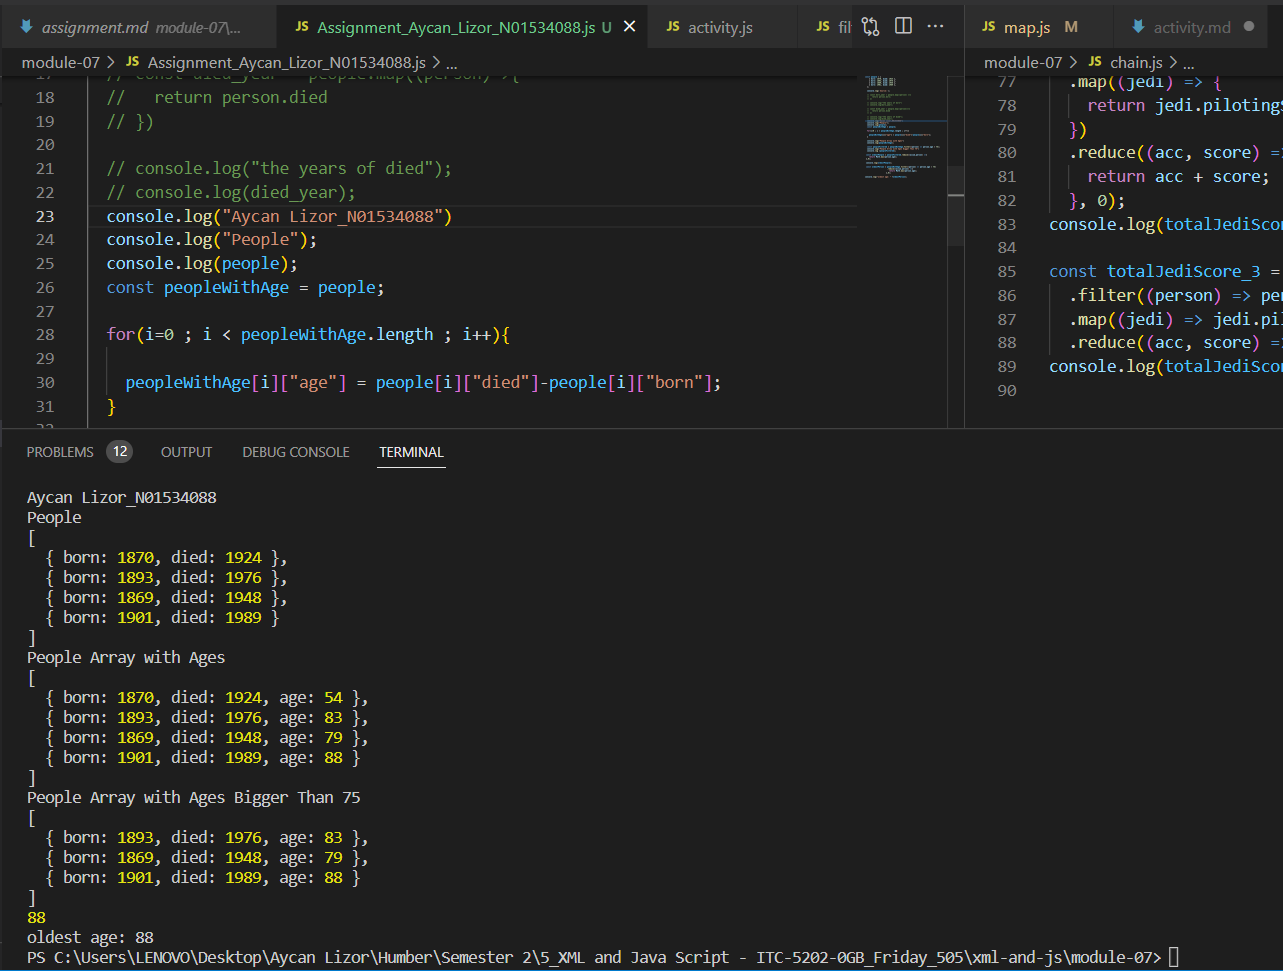 assignment.md module-07\...
JS Assignment_Aycan_Lizor_N01534088.js U
JS activity.js
JS
JS map.js M
activity.md
module-07 > JS Assignment_Aycan_Lizor_N01534088.js > ...
module-07 > JS chain.js > ...
17 // const died_year = people.map((person)=>{
18 //   return person.died
19 // })
20
21 // console.log("the years of died");
22 // console.log(died_year);
23 console.log("Aycan Lizor_N01534088")
24 console.log("People");
25 console.log(people);
26 const peopleWithAge = people;
27
28 for(i=0 ; i < peopleWithAge.length ; i++){
29
30   peopleWithAge[i]["age"] = people[i]["died"]-people[i]["born"];
31 }
77 .map((jedi) => {
78 return jedi.piloting
79 })
80 .reduce((acc, score) =>
81 return acc + score;
82 }, 0);
83 console.log(totalJediSco
84
85 const totalJediScore_3 =
86 .filter((person) => pe
87 .map((jedi) => jedi.pi
88 .reduce((acc, score) =>
89 console.log(totalJediSco
90
PROBLEMS 12 OUTPUT DEBUG CONSOLE TERMINAL
Aycan Lizor_N01534088
People
[
  { born: 1870, died: 1924 },
  { born: 1893, died: 1976 },
  { born: 1869, died: 1948 },
  { born: 1901, died: 1989 }
]
People Array with Ages
[
  { born: 1870, died: 1924, age: 54 },
  { born: 1893, died: 1976, age: 83 },
  { born: 1869, died: 1948, age: 79 },
  { born: 1901, died: 1989, age: 88 }
]
People Array with Ages Bigger Than 75
[
  { born: 1893, died: 1976, age: 83 },
  { born: 1869, died: 1948, age: 79 },
  { born: 1901, died: 1989, age: 88 }
]
88
oldest age: 88
PS C:\Users\LENOVO\Desktop\Aycan Lizor\Humber\Semester 2\5_XML and Java Script - ITC-5202-0GB_Friday_505\xml-and-js\module-07>